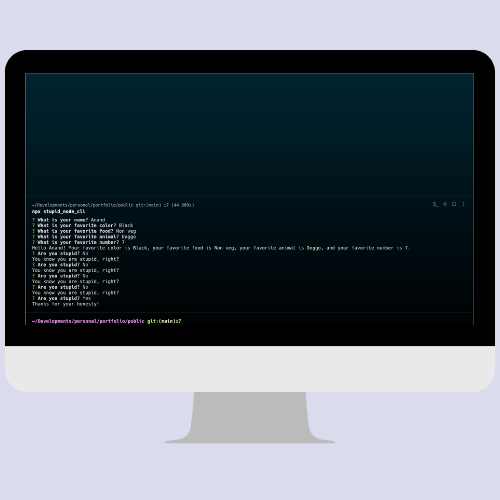 ~/Developments/personal/portfolio/public git:(main)±7 (44.989s)
npx stupid_node_cli
? What is your name? Anand
? What is your favorite color? Black
? What is your favorite food? Non veg
? What is your favorite animal? Doggo
? What is your favorite number? 7
Hello Anand! Your favorite color is Black, your favorite food is Non veg, your favorite animal is Doggo, and your favorite number is 7.
? Are you stupid? No
You know you are stupid, right?
? Are you stupid? No
You know you are stupid, right?
? Are you stupid? No
You know you are stupid, right?
? Are you stupid? No
You know you are stupid, right?
? Are you stupid? Yes
Thanks for your honesty!
~/Developments/personal/portfolio/public git:(main)±7